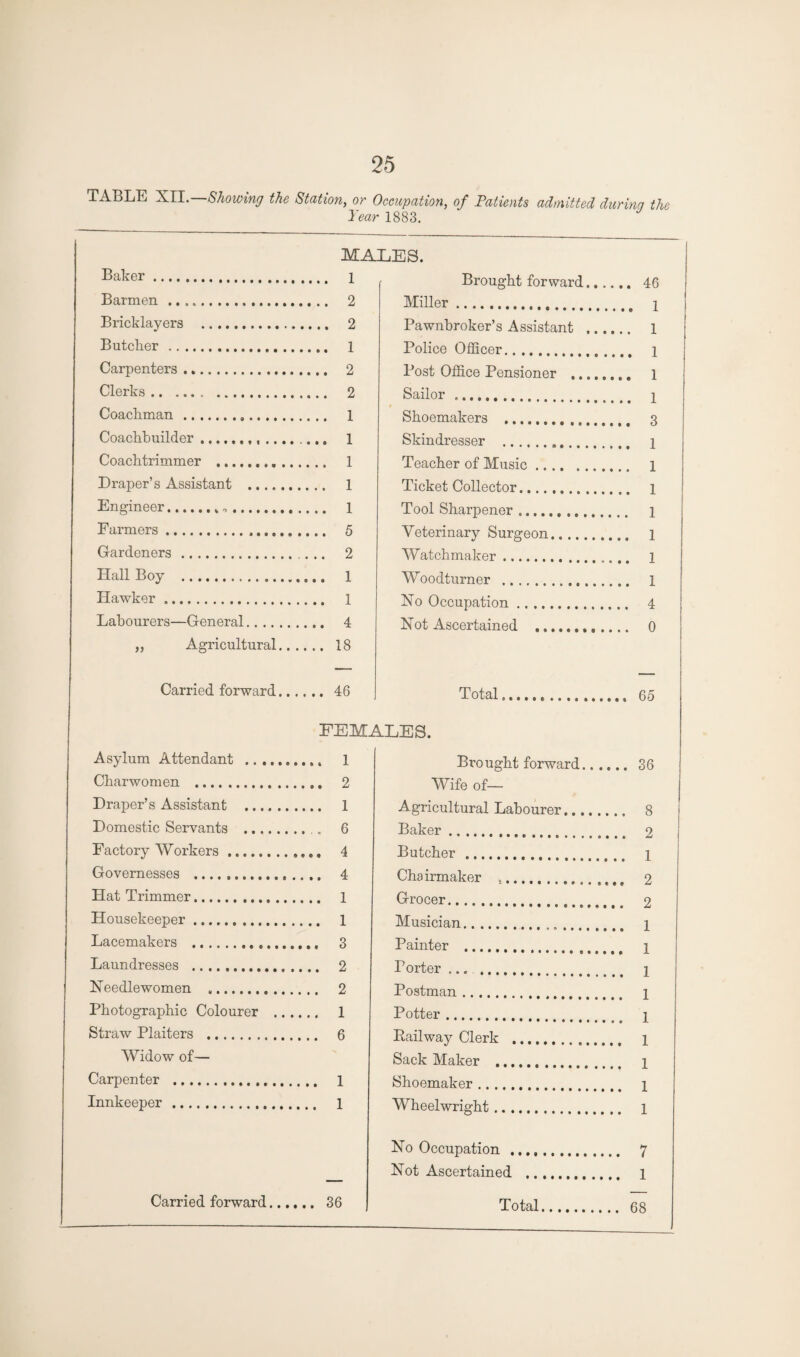 25
TABLE XII.—Showing the Station, or Occupation, of Patients admitted during the
Year 1883.
MALES.
Baker ........................ 1
Barmen ........................ 2
Bricklayers ........................ 2
Butcher ........................ 1
Carpenters ........................ 2
Clerks ........................ 2
Coachman ........................ 1
Coachbuilder ........................ 1
Coachtrimmer ........................ 1
Draper's Assistant ........................ 1
Engineer ........................ 1
Farmers ........................ 5
Gardeners ........................ 2
Hall Boy ........................ 1
Hawker ........................ 1
Labourers—General .......... 4
„ Agricultural ...... 18
Carried forward ...... 46
Brought forward ...... 46
Miller ........................ 1
Pawnbroker's Assistant ...... 1
Police Officer ........................ 1
Post Office Pensioner ........ 1
Sailor ........................ 1
Shoemakers ........................ 3
Skindresser ........................ 1
Teacher of Music ............ 1
Ticket Collector ............... 1
Tool Sharpener ............... 1
Veterinary Surgeon .......... 1
Watchmaker ........................ 1
Woodturner ........................ 1
No Occupation ............... 4
Not Ascertained ............ 0
Total .................. 65
FEMALES.
Asylum Attendant .......... 1
Charwomen ........................ 2
Draper's Assistant .......... 1
Domestic Servants .......... 6
Factory Workers ............ 4
Governesses ........................ 4
Hat Trimmer .................. 1
Housekeeper .................. 1
Lacemakers .................. 3
Laundresses .................. 2
Needlewomen .................. 2
Photographic Colourer ...... 1
Straw Plaiters ............... 6
Widow of—
Carpenter .................. 1
Innkeeper .................. 1
Carried forward ...... 36
Brought forward ...... 36
Wife of—
Agricultural Labourer ........ 8
Baker ........................ 2
Butcher ........................ 1
Chairmaker .................. 2
Grocer ........................ 2
Musician ........................ 1
Painter ........................ 1
Porter ........................ 1
Postman ........................ 1
Potter ........................ 1
Railway Clerk ............... 1
Sack Maker .................. 1
Shoemaker .................. 1
Wheelwright .................. 1
No Occupation ............... 7
Not Ascertained ............ 1
Total .......... 68